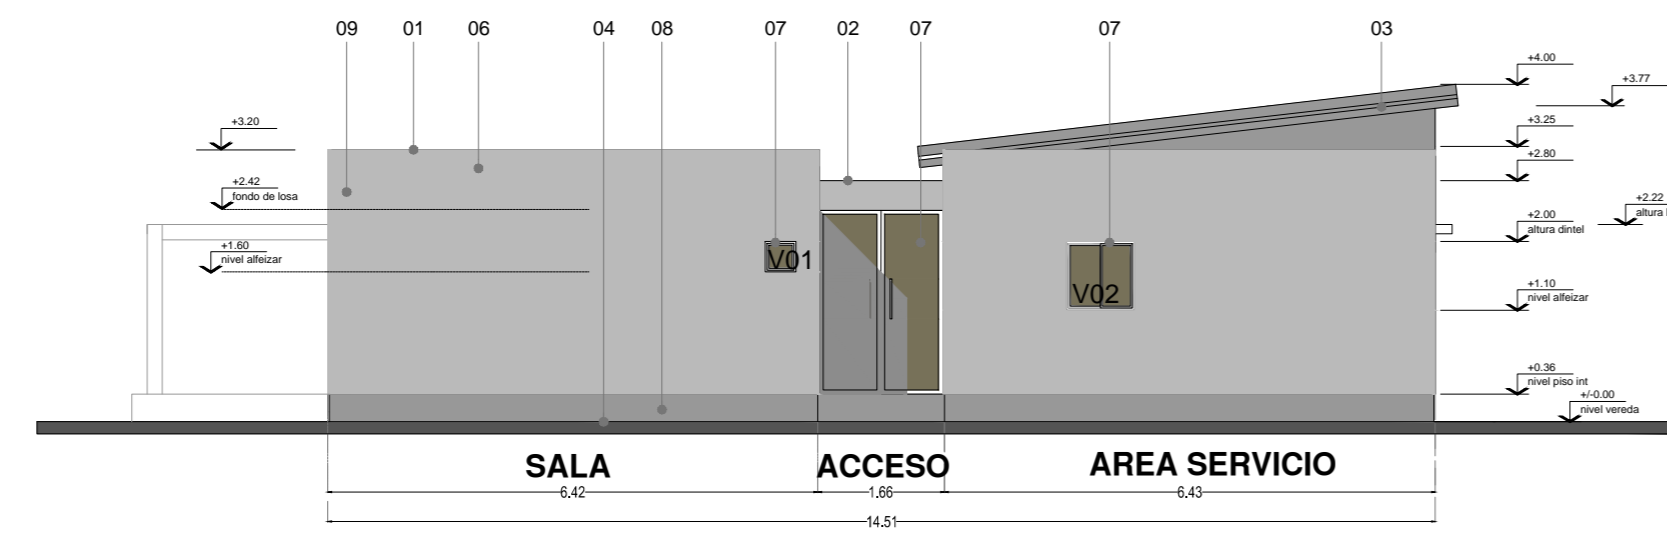 09 01 06 04 08 07 02 07 07 03
+4.00
+3.77
+3.20
+3.25
+2.80
+2.42
fondo de losa
+2.22
altura
+2.00
altura dintel
+1.60
nivel alfeizar
V01
V02
+1.10
nivel alfeizar
+0.36
nivel piso int
+/-0.00
nivel vereda
SALA ACCESO AREA SERVICIO
6.42 1.66 6.43
14.51